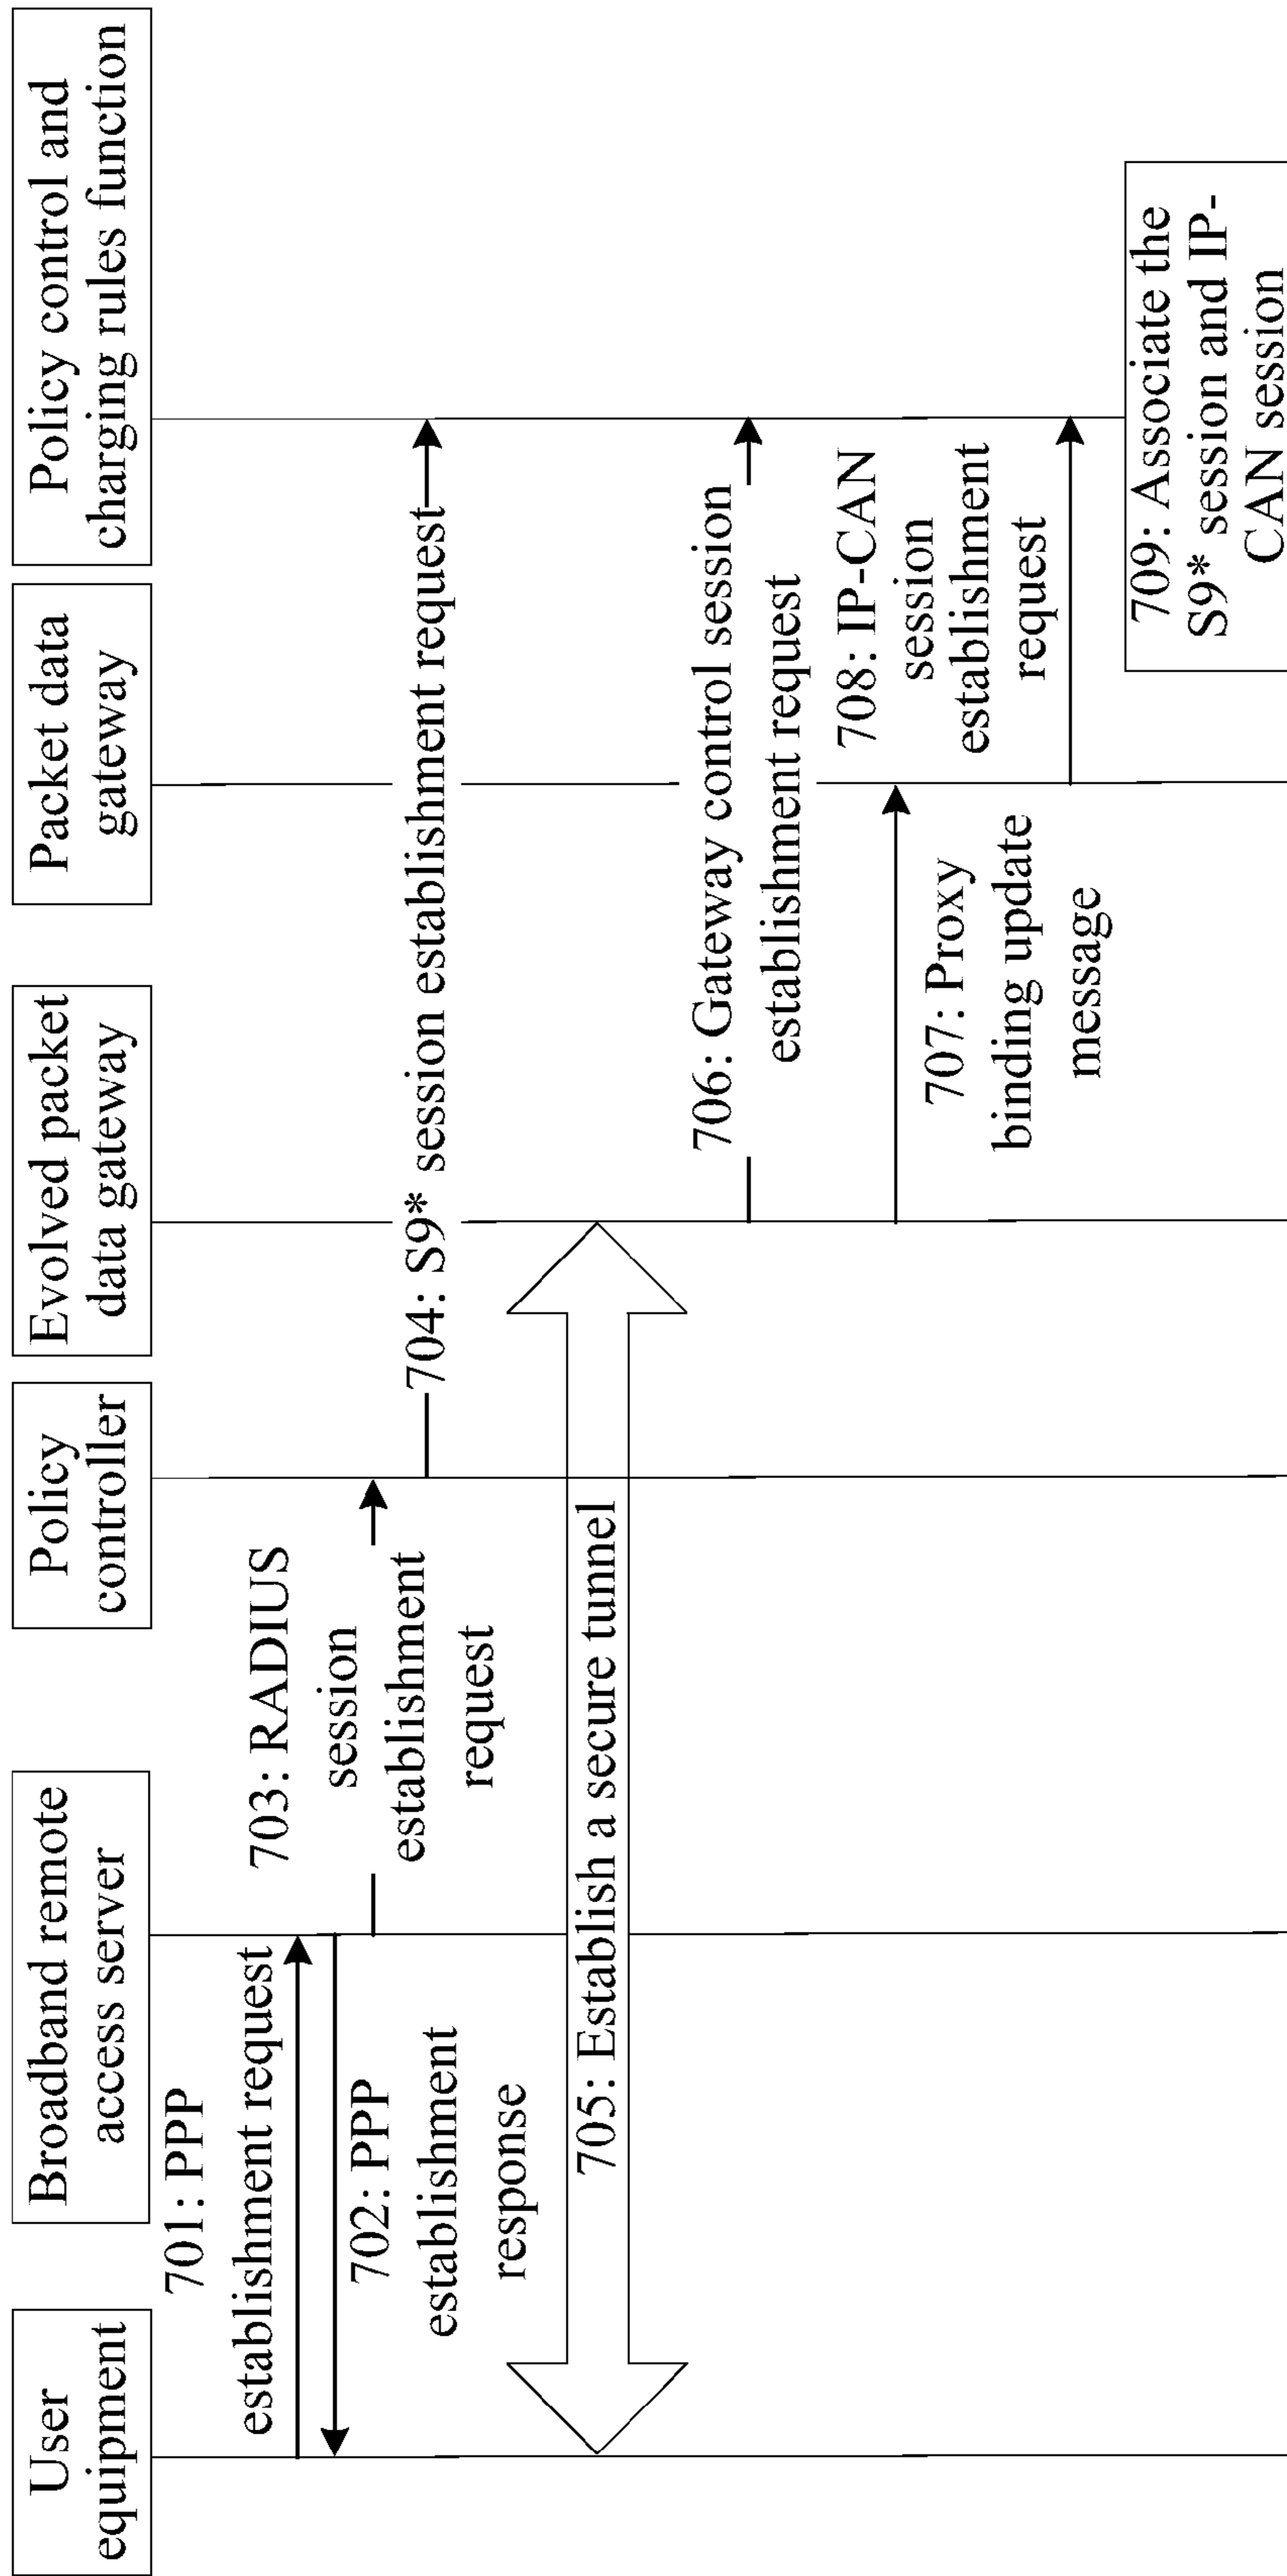 User
equipment
Broadband remote
access server
Policy
controller
Evolved packet
data gateway
Packet data
gateway
Policy control and
charging rules function
701: PPP
establishment request
702: PPP
establishment
response
703: RADIUS
session
establishment
request
704: S9* session establishment request
705: Establish a secure tunnel
706: Gateway control session
establishment request
707: Proxy
binding update
message
708: IP-CAN
session
establishment
request
709: Associate the
S9* session and IP-
CAN session